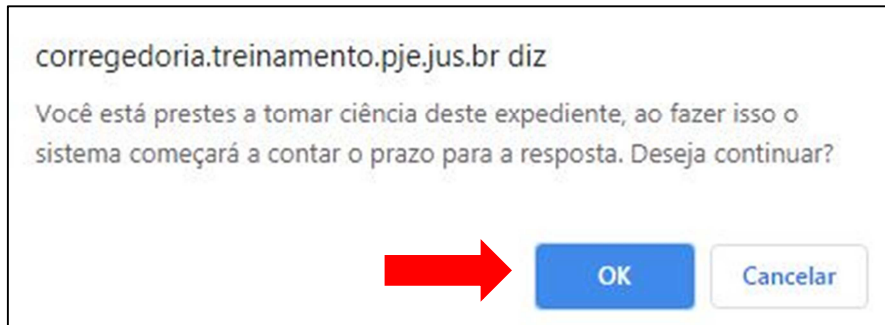 corregedoria.treinamento.pje.jus.br diz
Você está prestes a tomar ciência deste expediente, ao fazer isso o
sistema começará a contar o prazo para a resposta. Deseja continuar?
OK
Cancelar